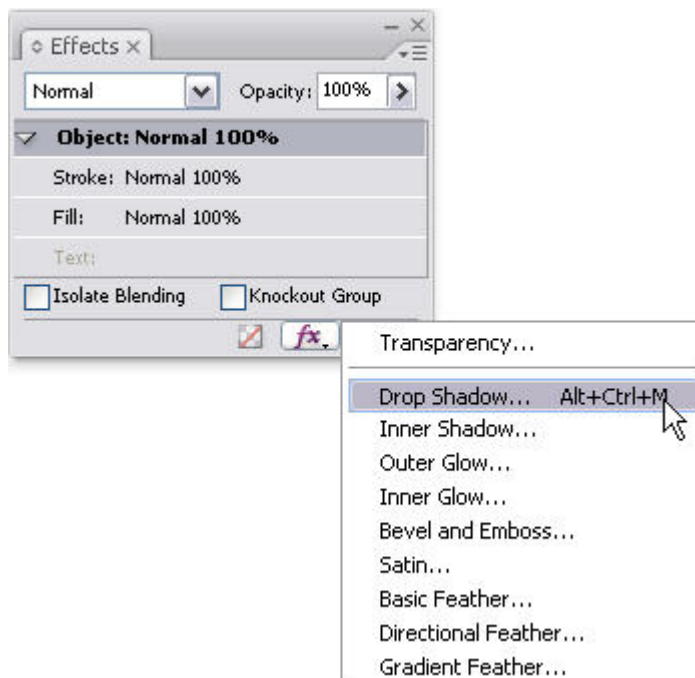 Effects
Normal Opacity: 100%
Object: Normal 100%
Stroke: Normal 100%
Fill: Normal 100%
Text:
Isolate Blending Knockout Group
fx
Transparency...
Drop Shadow... Alt+Ctrl+M
Inner Shadow...
Outer Glow...
Inner Glow...
Bevel and Emboss...
Satin...
Basic Feather...
Directional Feather...
Gradient Feather...